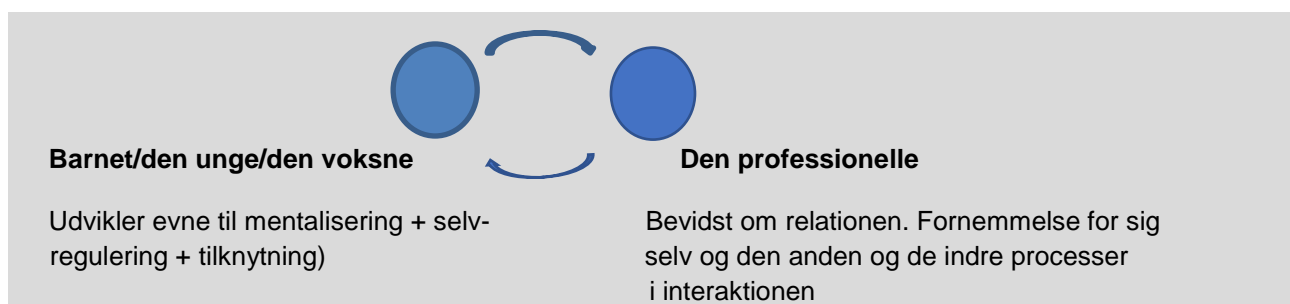 Barnet/den unge/den voksne
Den professionelle
Udvikler evne til mentalisering + selv-
regulering + tilknytning)
Bevidst om relationen. Fornemmelse for sig
selv og den anden og de indre processer
i interaktionen